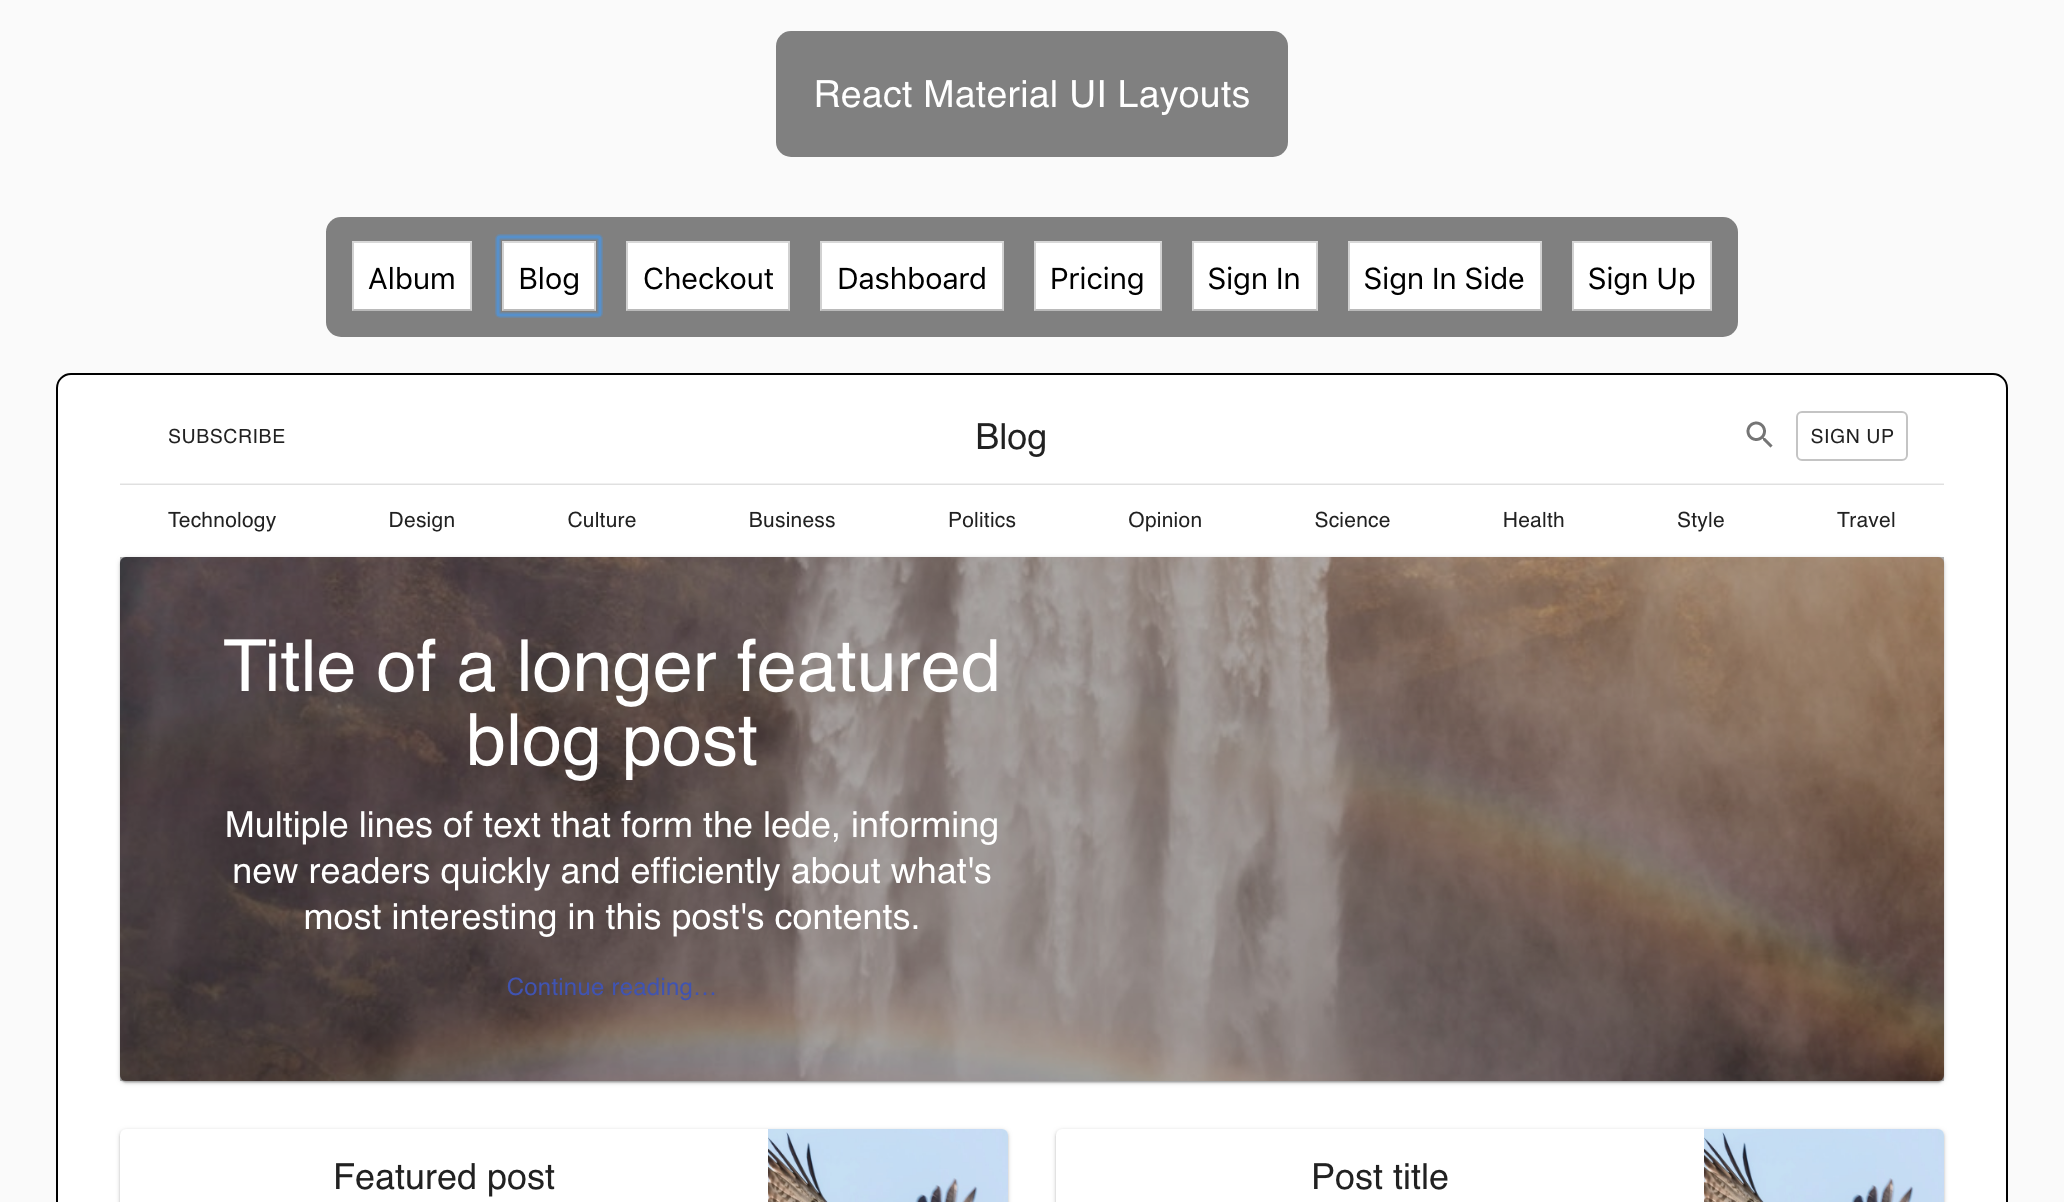 React Material UI Layouts
Album Blog Checkout Dashboard Pricing Sign In Sign In Side Sign Up
SUBSCRIBE Blog SIGN UP
Technology Design Culture Business Politics Opinion Science Health Style Travel
Title of a longer featured
blog post
Multiple lines of text that form the lede, informing
new readers quickly and efficiently about what's
most interesting in this post's contents.
Continue reading…
Featured post
Post title